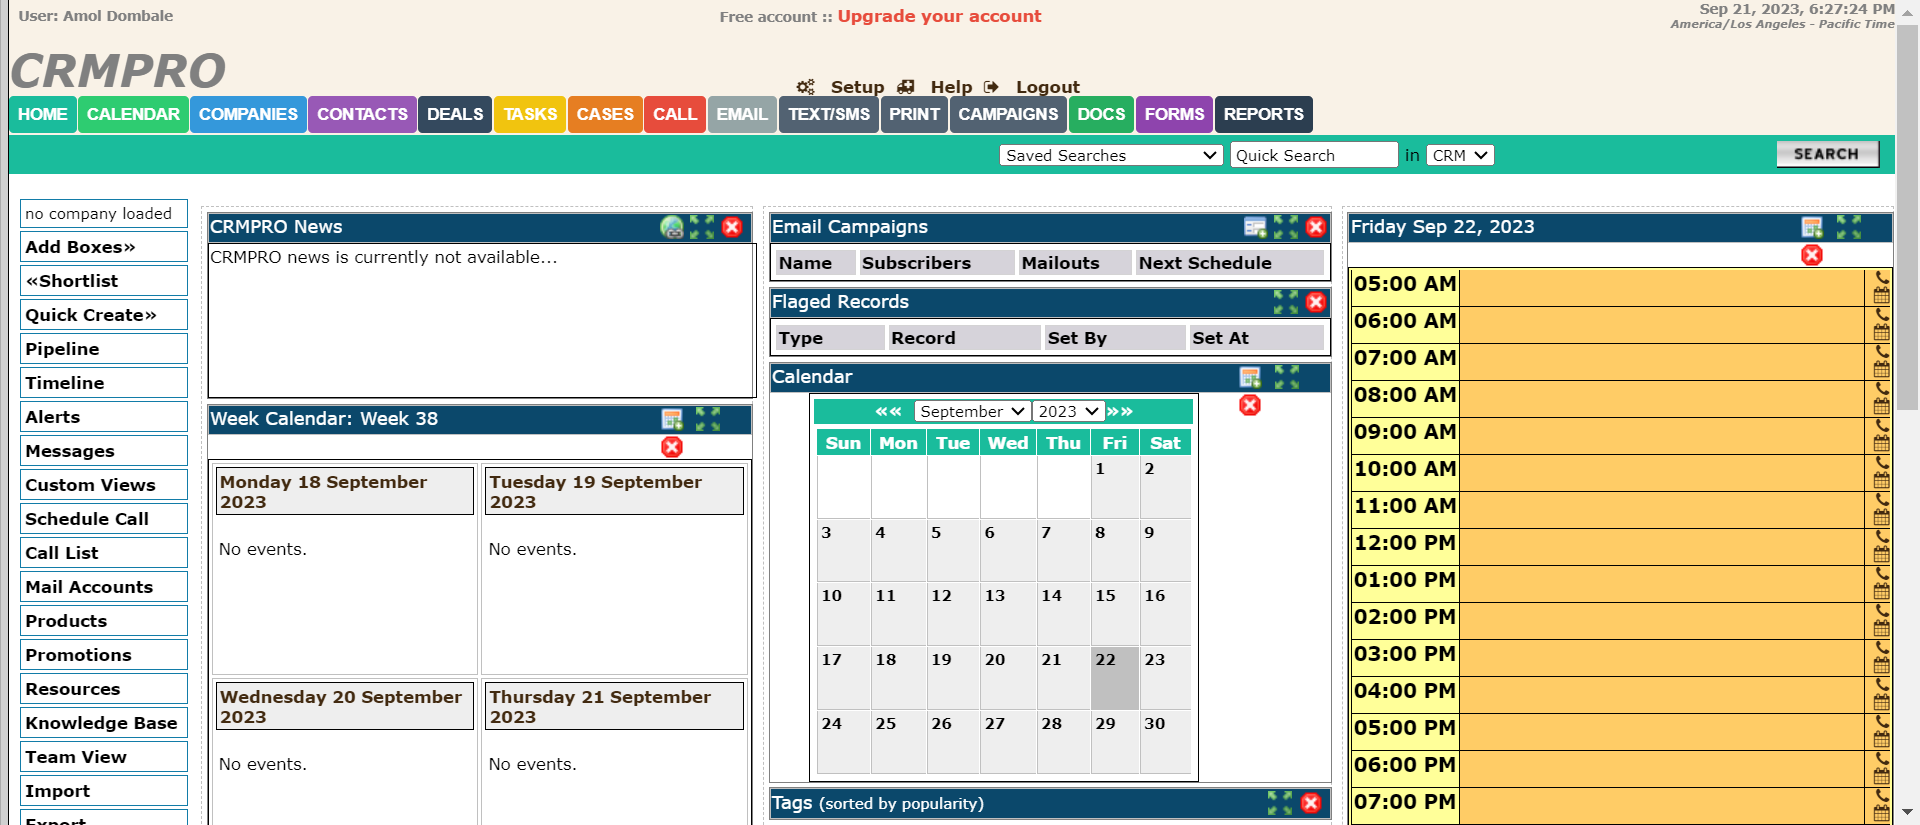 User: Amol Dombale
Free account :: Upgrade your account
Sep 21, 2023, 6:27:24 PM
America/Los Angeles - Pacific Time
CRMPRO
Setup Help Logout
HOME CALENDAR COMPANIES CONTACTS DEALS TASKS CASES CALL EMAIL TEXT/SMS PRINT CAMPAIGNS DOCS FORMS REPORTS
Saved Searches Quick Search in CRM SEARCH
no company loaded
Add Boxes»
«Shortlist
Quick Create»
Pipeline
Timeline
Alerts
Messages
Custom Views
Schedule Call
Call List
Mail Accounts
Products
Promotions
Resources
Knowledge Base
Team View
Import
Export
CRMPRO News
CRMPRO news is currently not available...
Week Calendar: Week 38
Monday 18 September 2023
No events.
Tuesday 19 September 2023
No events.
Wednesday 20 September 2023
No events.
Thursday 21 September 2023
No events.
Email Campaigns
Name Subscribers Mailouts Next Schedule
Flaged Records
Type Record Set By Set At
Calendar
«« September 2023 »»
Sun Mon Tue Wed Thu Fri Sat
1 2
3 4 5 6 7 8 9
10 11 12 13 14 15 16
17 18 19 20 21 22 23
24 25 26 27 28 29 30
Tags (sorted by popularity)
Friday Sep 22, 2023
05:00 AM
06:00 AM
07:00 AM
08:00 AM
09:00 AM
10:00 AM
11:00 AM
12:00 PM
01:00 PM
02:00 PM
03:00 PM
04:00 PM
05:00 PM
06:00 PM
07:00 PM